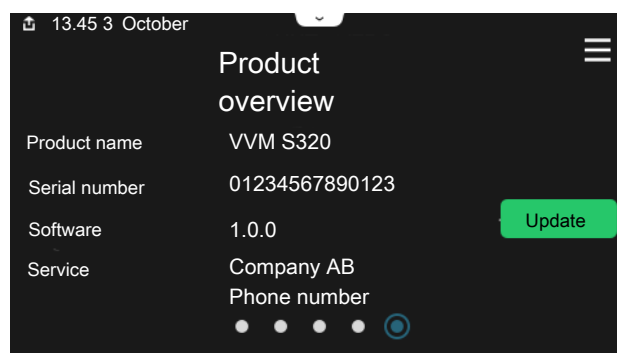 13.45 3 October
Product
overview
Product name VVM S320
Serial number 01234567890123
Software 1.0.0 Update
Service Company AB
Phone number